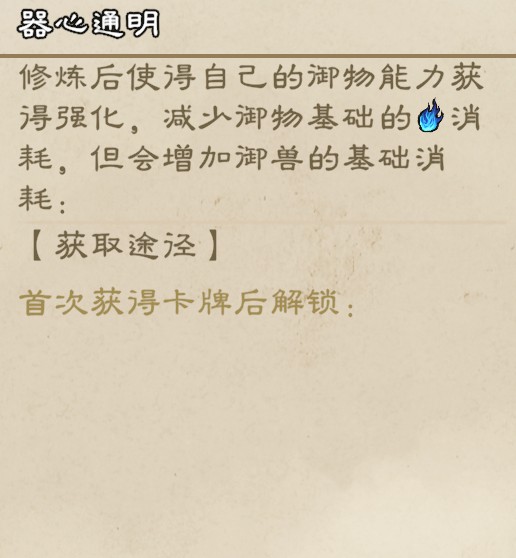 器心通明
修炼后使得自己的御物能力获
得强化，减少御物基础的消
耗，但会增加御兽的基础消
耗：
【获取途径】
首次获得卡牌后解锁：